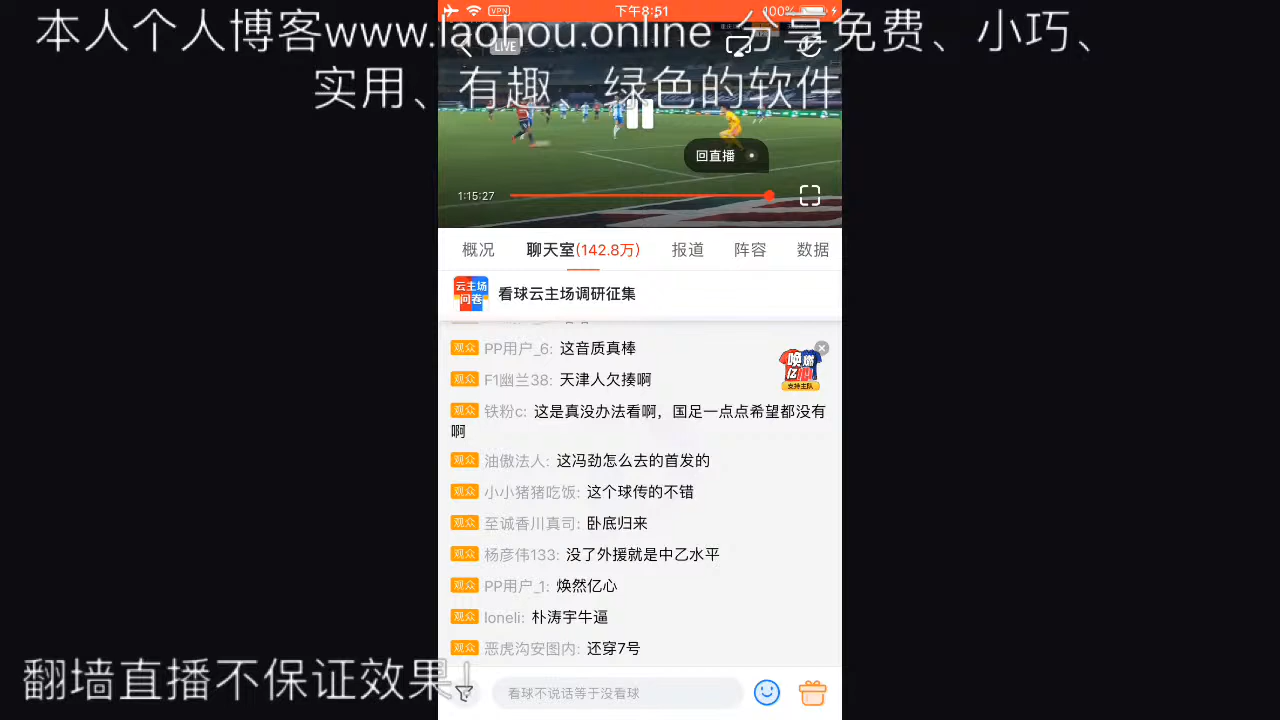 VPN
下午8:51
100%
本人个人博客www.laohou.online 分享免费、小巧、
实用、有趣、绿色的软件
LIVE
回直播
1:15:27
概况 聊天室(142.8万) 报道 阵容 数据
云主场
问卷
看球云主场调研征集
观众 PP用户_6: 这音质真棒
唤燃
亿心
支持主队
观众 F1幽兰38: 天津人欠揍啊
观众 铁粉c: 这是真没办法看啊，国足一点点希望都没有
啊
观众 油傲法人: 这冯劲怎么去的首发的
观众 小小猪猪吃饭: 这个球传的不错
观众 至诚香川真司: 卧底归来
观众 杨彦伟133: 没了外援就是中乙水平
观众 PP用户_1: 焕然亿心
观众 loneli: 朴涛宇牛逼
观众 恶虎沟安图内: 还穿7号
翻墙直播不保证效果！
看球不说话等于没看球